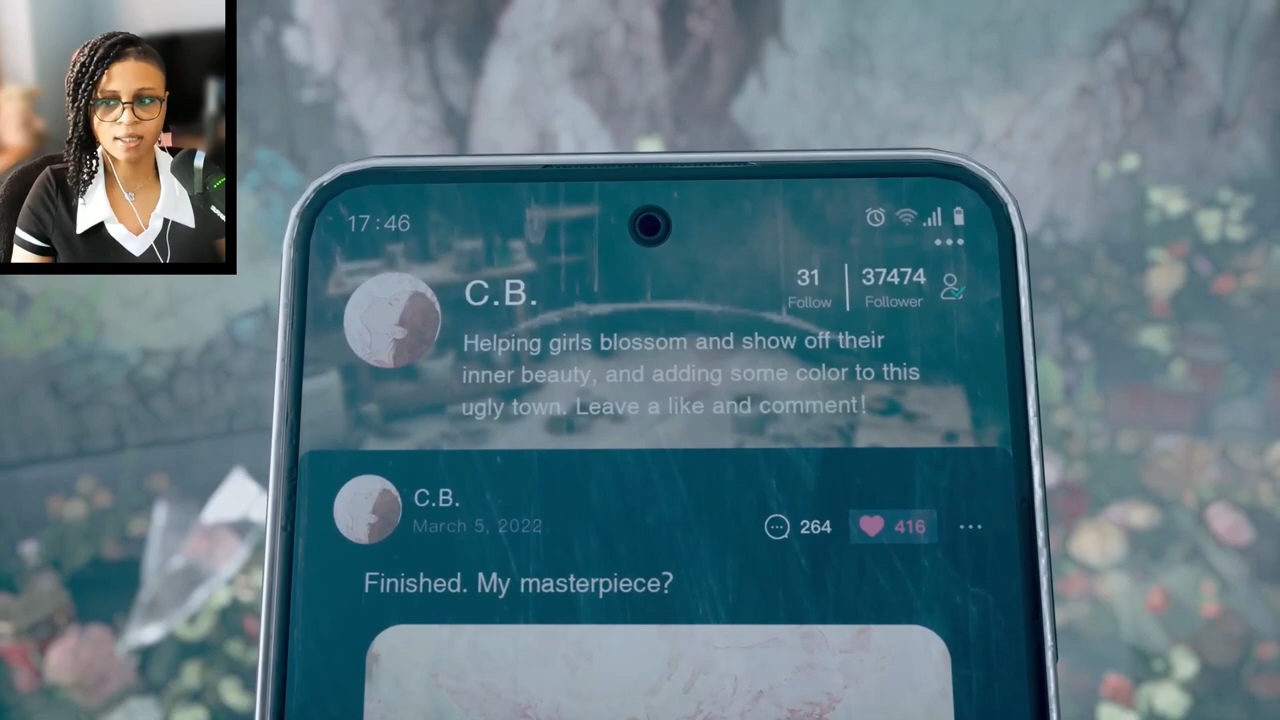 17:46
C.B.
31
Follow
37474
Follower
Helping girls blossom and show off their
inner beauty, and adding some color to this
ugly town. Leave a like and comment!
C.B.
March 5, 2022
264
416
Finished. My masterpiece?